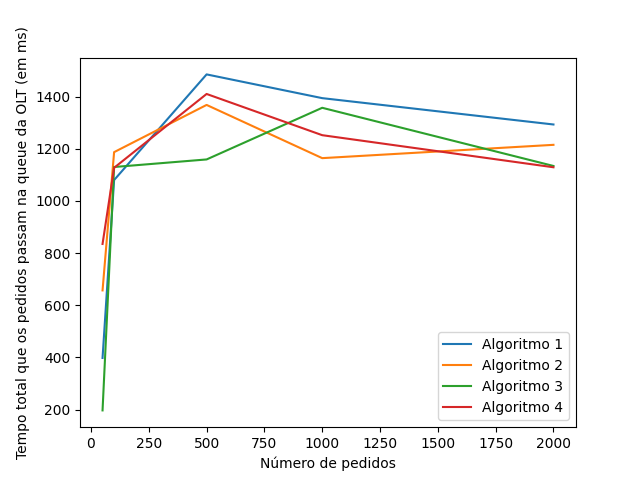 Tempo total que os pedidos passam na queue da OLT (em ms)
1400
1200
1000
800
600
400
200
Algoritmo 1
Algoritmo 2
Algoritmo 3
Algoritmo 4
0 250 500 750 1000 1250 1500 1750 2000
Número de pedidos